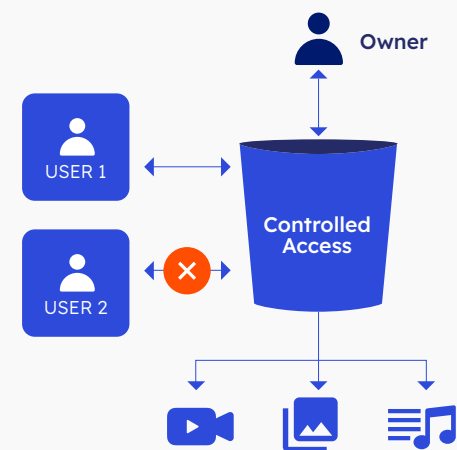 Owner
USER 1
Controlled
Access
USER 2